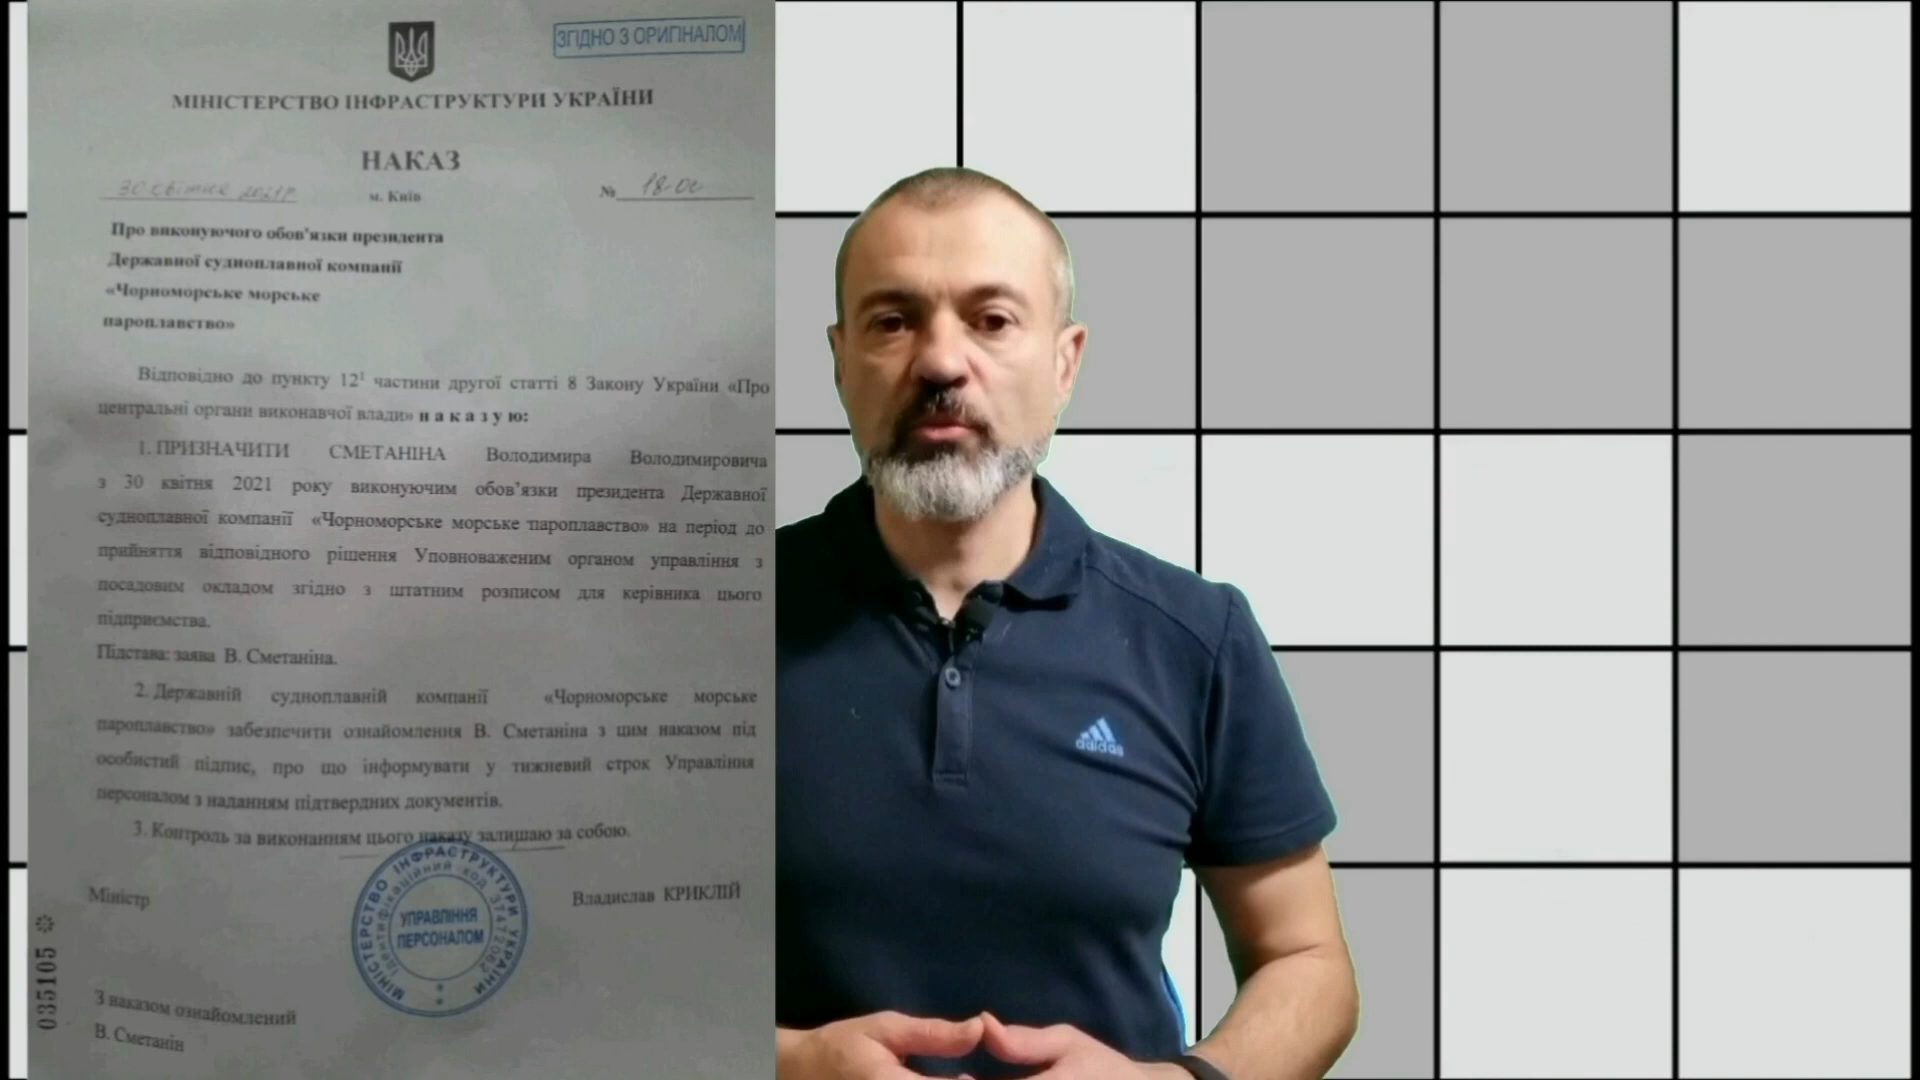 ЗГІДНО З ОРИГІНАЛОМ
МІНІСТЕРСТВО ІНФРАСТРУКТУРИ УКРАЇНИ
НАКАЗ
30 квітня 2021 р. м. Київ № 18-ОС
Про виконуючого обов'язки президента
Державної судноплавної компанії
«Чорноморське морське
пароплавство»
Відповідно до пункту 12¹ частини другої статті 8 Закону України «Про
центральні органи виконавчої влади» н а к а з у ю:
1. ПРИЗНАЧИТИ СМЕТАНІНА Володимира Володимировича
з 30 квітня 2021 року виконуючим обов’язки президента Державної
судноплавної компанії «Чорноморське морське пароплавство» на період до
прийняття відповідного рішення Уповноваженим органом управління з
посадовим окладом згідно з штатним розписом для керівника цього
підприємства.
Підстава: заява В. Сметаніна.
2. Державній судноплавній компанії «Чорноморське морське
пароплавство» забезпечити ознайомлення В. Сметаніна з цим наказом під
особистий підпис, про що інформувати у тижневий строк Управління
персоналом з наданням підтвердних документів.
3. Контроль за виконанням цього наказу залишаю за собою.
Міністр Владислав КРИКЛІЙ
МІНІСТЕРСТВО ІНФРАСТРУКТУРИ УКРАЇНИ
ідентифікаційний код 37472062
УПРАВЛІННЯ
ПЕРСОНАЛОМ
035105
З наказом ознайомлений
В. Сметанін
adidas